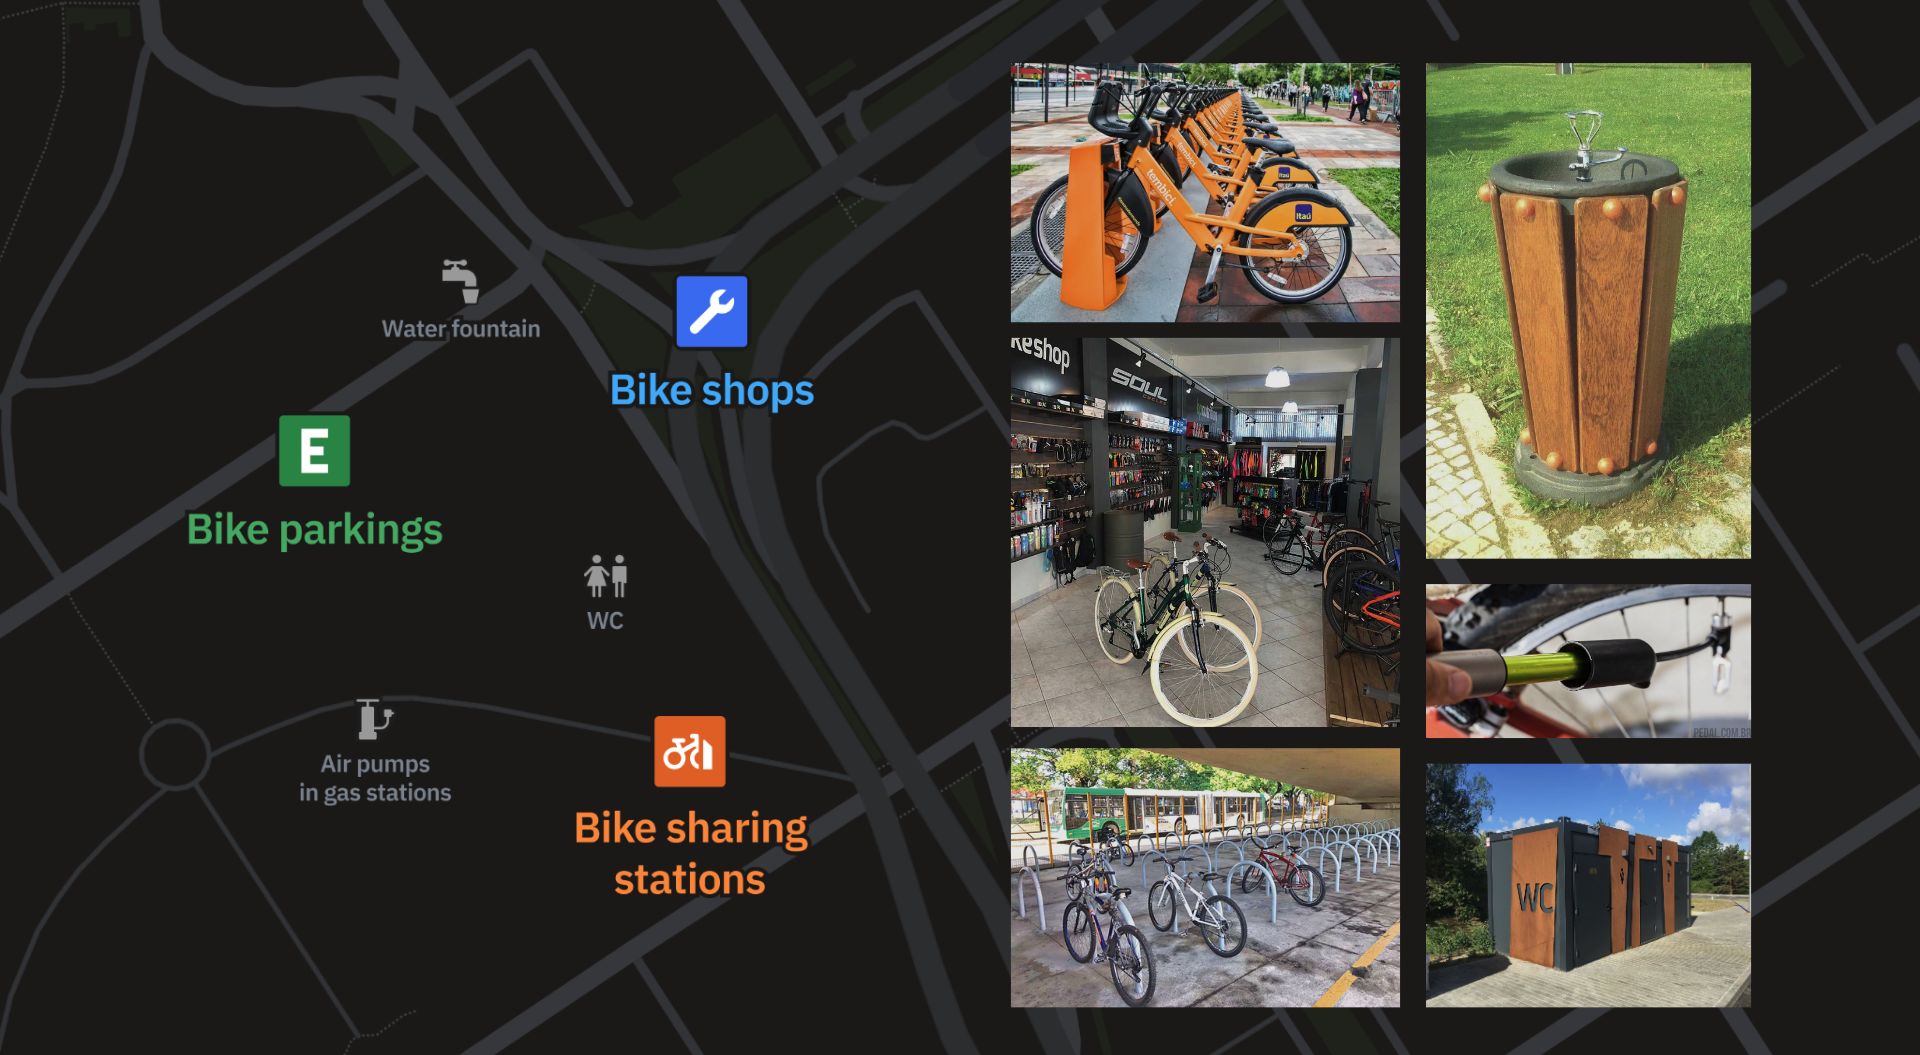 Water fountain
Bike shops
E
Bike parkings
WC
Air pumps
in gas stations
Bike sharing
stations
tembici
Itaú
Itaú
keshop
SOUL
PEDAL.COM.BR
WC